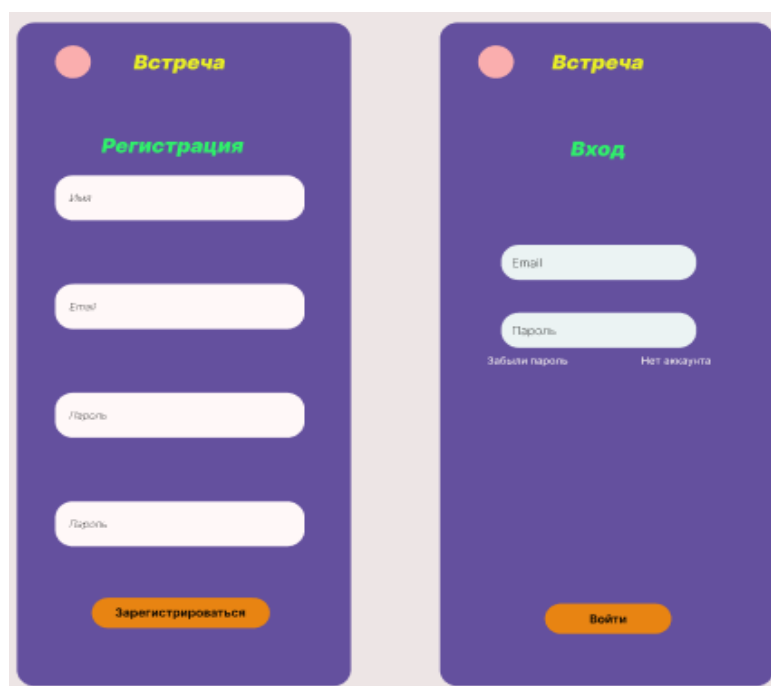 Встреча
Регистрация
Имя
Email
Пароль
Пароль
Зарегистрироваться
Встреча
Вход
Email
Пароль
Забыли пароль
Нет аккаунта
Войти